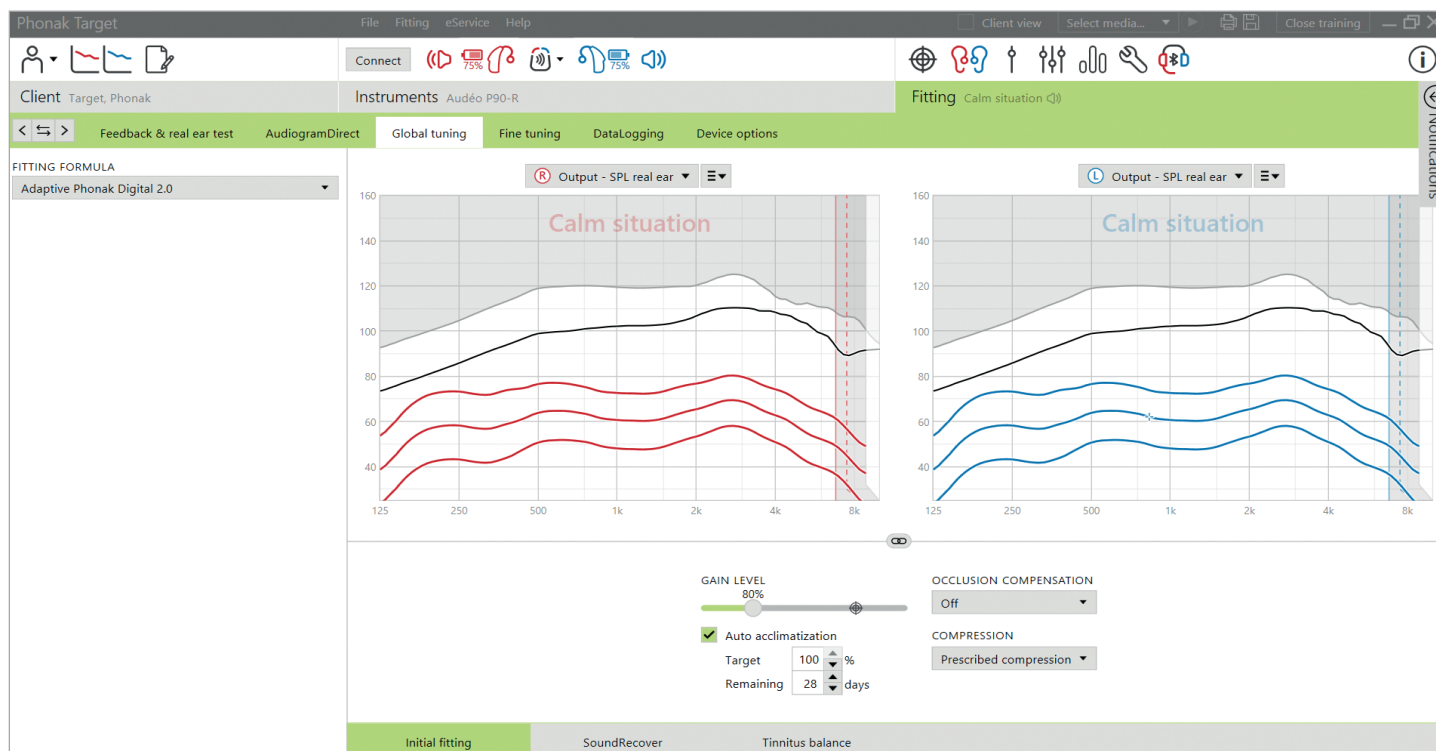 Phonak Target File Fitting eService Help Client view Select media... Close training
Connect 75% 75%
Client Target, Phonak Instruments Audéo P90-R Fitting Calm situation
Feedback & real ear test AudiogramDirect Global tuning Fine tuning DataLogging Device options
Notifications
FITTING FORMULA
Adaptive Phonak Digital 2.0
R Output - SPL real ear L Output - SPL real ear
Calm situation Calm situation
160 160
140 140
120 120
100 100
80 80
60 60
40 40
125 250 500 1k 2k 4k 8k 125 250 500 1k 2k 4k 8k
GAIN LEVEL OCCLUSION COMPENSATION
80%
Off
Auto acclimatization COMPRESSION
Target 100 % Prescribed compression
Remaining 28 days
Initial fitting SoundRecover Tinnitus balance